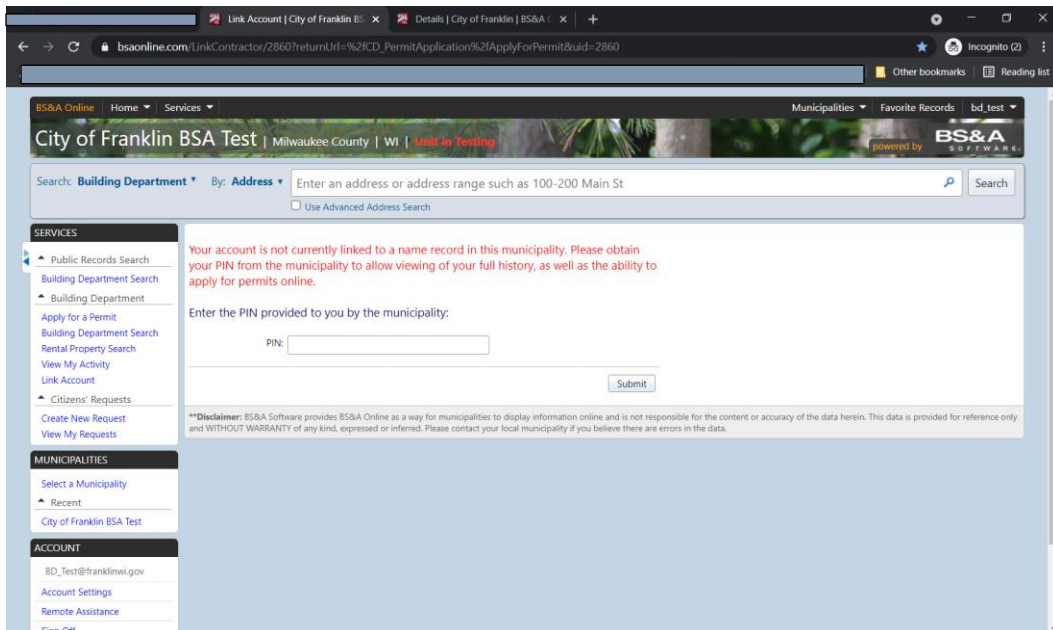 Link Account | City of Franklin BS
Details | City of Franklin | BS&A
bsaonline.com/LinkContractor/2860?returnUrl=%2fCD_PermitApplication%2fApplyForPermit&uid=2860
Incognito (2)
Other bookmarks
Reading list
BS&A Online Home Services
Municipalities Favorite Records bd_test
City of Franklin BSA Test | Milwaukee County | WI | Unit in Testing
powered by BS&A SOFTWARE
Search: Building Department By: Address
Enter an address or address range such as 100-200 Main St
Search
Use Advanced Address Search
SERVICES
Public Records Search
Building Department Search
Building Department
Apply for a Permit
Building Department Search
Rental Property Search
View My Activity
Link Account
Citizens' Requests
Create New Request
View My Requests
MUNICIPALITIES
Select a Municipality
Recent
City of Franklin BSA Test
ACCOUNT
BD_Test@franklinwi.gov
Account Settings
Remote Assistance
Sign Off
Your account is not currently linked to a name record in this municipality. Please obtain
your PIN from the municipality to allow viewing of your full history, as well as the ability to
apply for permits online.
Enter the PIN provided to you by the municipality:
PIN:
Submit
**Disclaimer: BS&A Software provides BS&A Online as a way for municipalities to display information online and is not responsible for the content or accuracy of the data herein. This data is provided for reference only
and WITHOUT WARRANTY of any kind, expressed or inferred. Please contact your local municipality if you believe there are errors in the data.